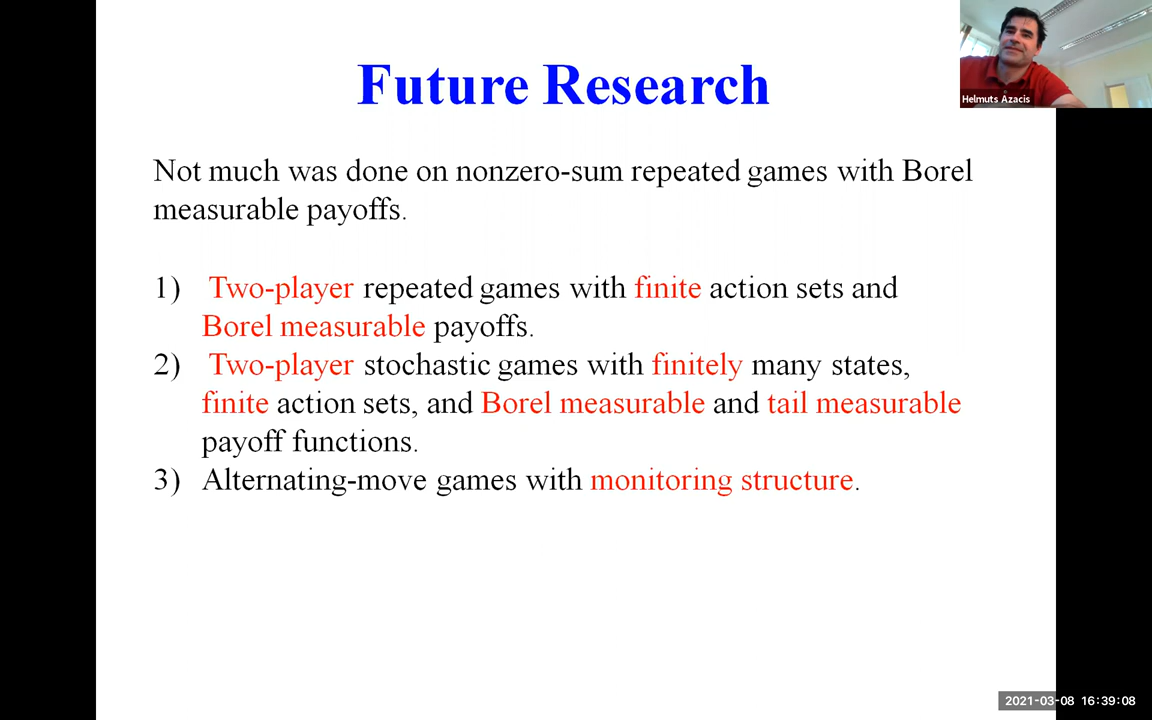 Future Research
Helmuts Azacis
Not much was done on nonzero-sum repeated games with Borel
measurable payoffs.
1) Two-player repeated games with finite action sets and
Borel measurable payoffs.
2) Two-player stochastic games with finitely many states,
finite action sets, and Borel measurable and tail measurable
payoff functions.
3) Alternating-move games with monitoring structure.
2021-03-08 16:39:08